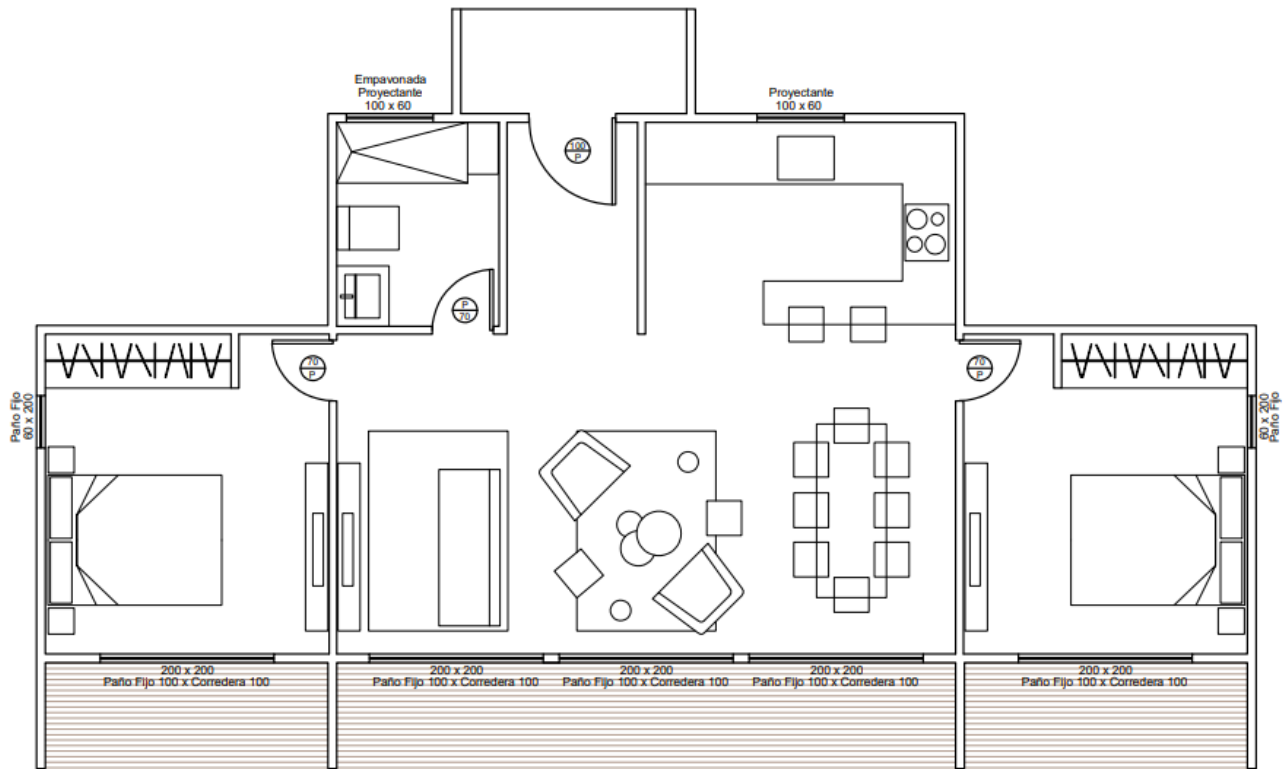 Empavonada
Proyectante
100 x 60
Proyectante
100 x 60
100
P
P
70
70
P
70
P
Paño Fijo
60 x 200
60 x 200
Paño Fijo
200 x 200
Paño Fijo 100 x Corredera 100
200 x 200
Paño Fijo 100 x Corredera 100
200 x 200
Paño Fijo 100 x Corredera 100
200 x 200
Paño Fijo 100 x Corredera 100
200 x 200
Paño Fijo 100 x Corredera 100